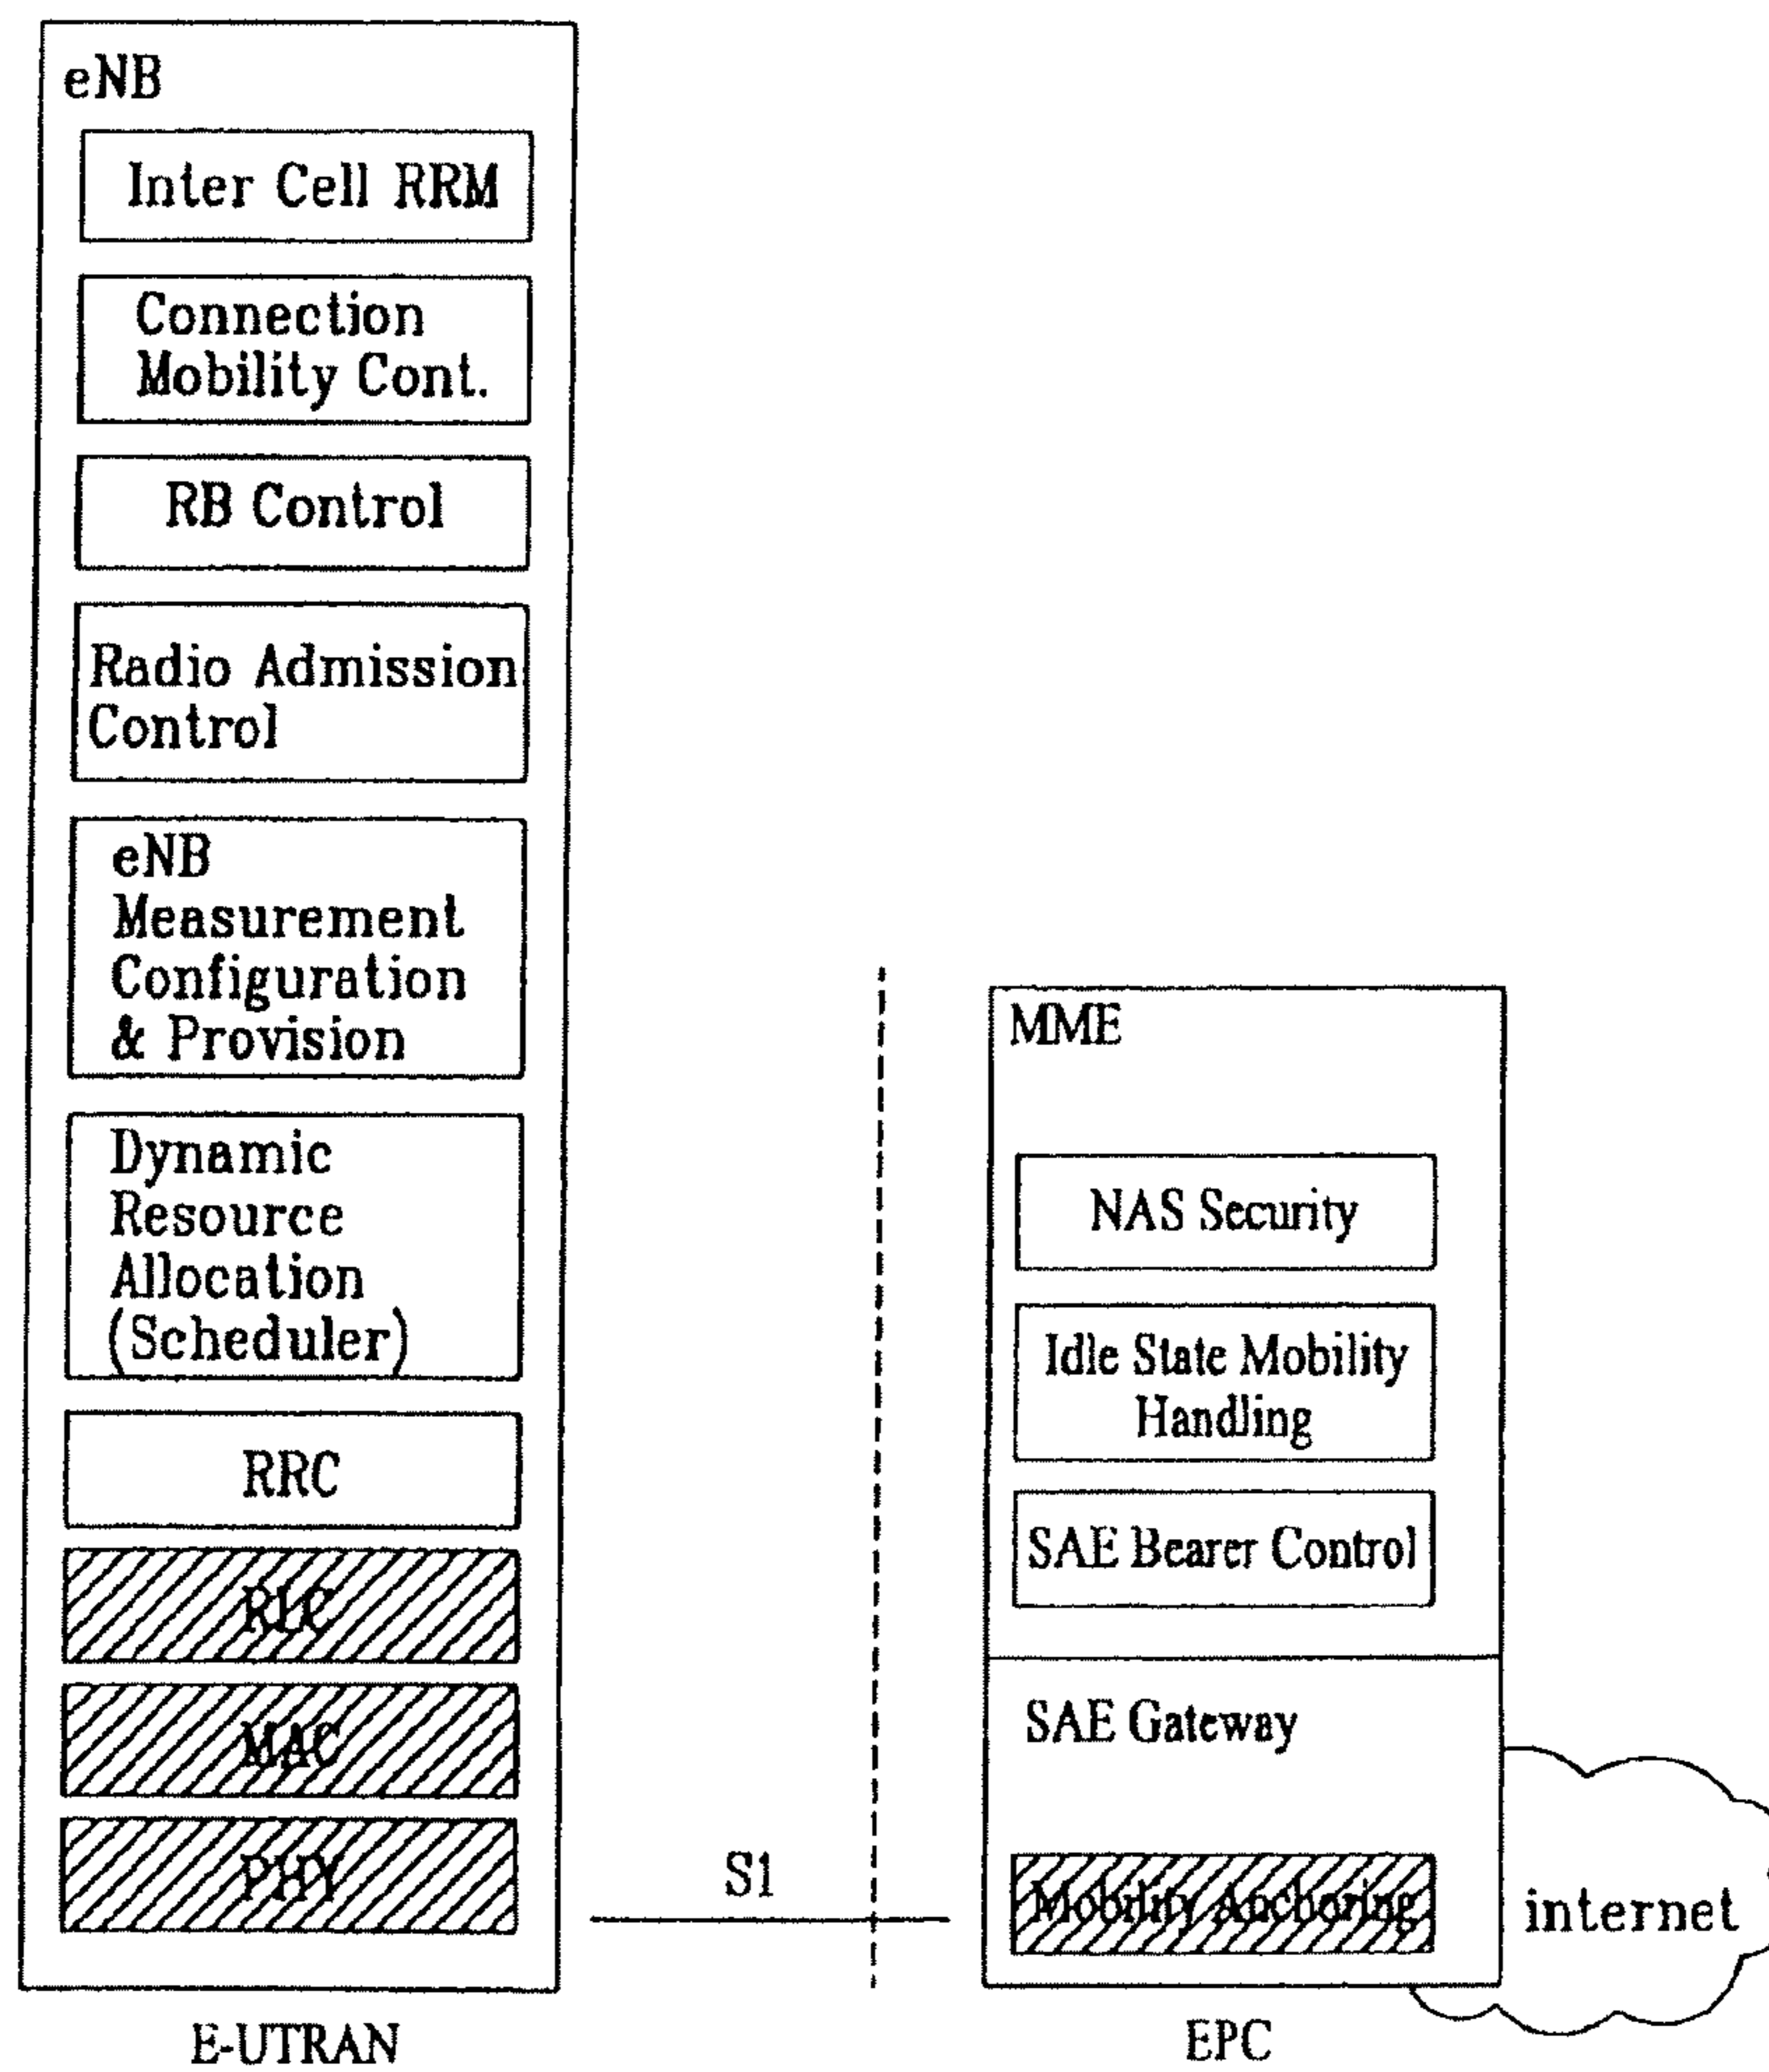 eNB
Inter Cell RRM
Connection
Mobility Cont.
RB Control
Radio Admission
Control
eNB
Measurement
Configuration
& Provision
Dynamic
Resource
Allocation
(Scheduler)
RRC
RLC
MAC
PHY
E-UTRAN
S1
MME
NAS Security
Idle State Mobility
Handling
SAE Bearer Control
SAE Gateway
Mobility Anchoring
EPC
internet